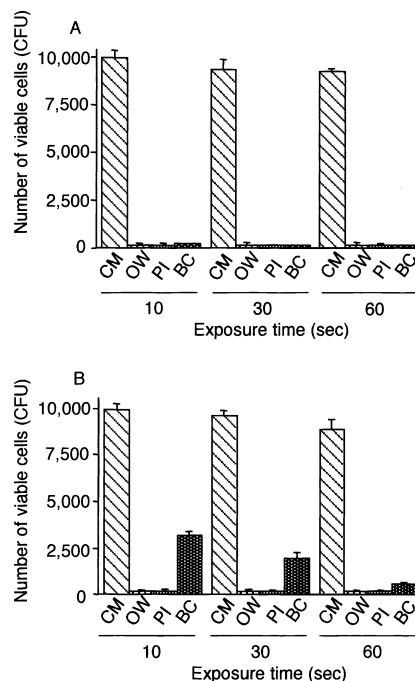 A
Number of viable cells (CFU)
10,000
7,500
5,000
2,500
0
CM OW PI BC CM OW PI BC CM OW PI BC
10 30 60
Exposure time (sec)
B
Number of viable cells (CFU)
10,000
7,500
5,000
2,500
0
CM OW PI BC CM OW PI BC CM OW PI BC
10 30 60
Exposure time (sec)